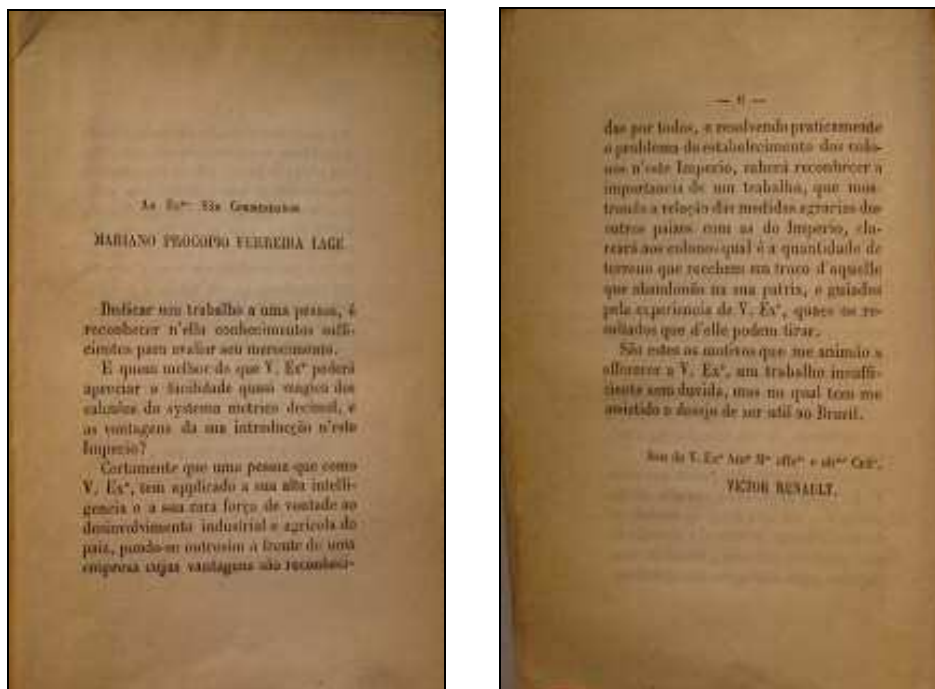 Ao Exmo. Snr Commendador
MARIANO PROCOPIO FERREIRA LAGE
Dedicar um trabalho a uma pessoa, é
reconhecer n'ella conhecimentos suffi-
cientes para avaliar seu merecimento.
E quem melhor do que V. Exa poderá
apreciar a facilidade quasi magica dos
calculos do systema metrico decimal, e
as vantagens da sua introducção n'este
Imperio?
Certamente que uma pessoa que como
V. Exa, tem applicado a sua alta intelli-
gencia e a sua rara força de vontade ao
desinvolvimento industrial e agricola do
paiz, pondo-se outrosim á frente de uma
empresa cujas vantagens são reconheci-
— 6 —
das por todos, e resolvendo praticamente
o problema do estabelecimento dos colo-
nos n'este Imperio, saberá reconhecer a
importancia de um trabalho, que mos-
trando a relação das medidas agrarias dos
outros paizes com as do Imperio, cla-
reará aos colonos qual é a quantidade de
terreno que recebem em troco d'aquelle
que abandonão na sua patria, e guiados
pela experiencia de V. Exa, quaes os re-
sultados que d'elle podem tirar.
São estes os motivos que me animão a
offerecer a V. Exa, um trabalho insuffi-
ciente sem duvida, mas no qual tem me
assistido o desejo de ser util ao Brazil.
Sou de V. Exa
VICTOR RENAULT.